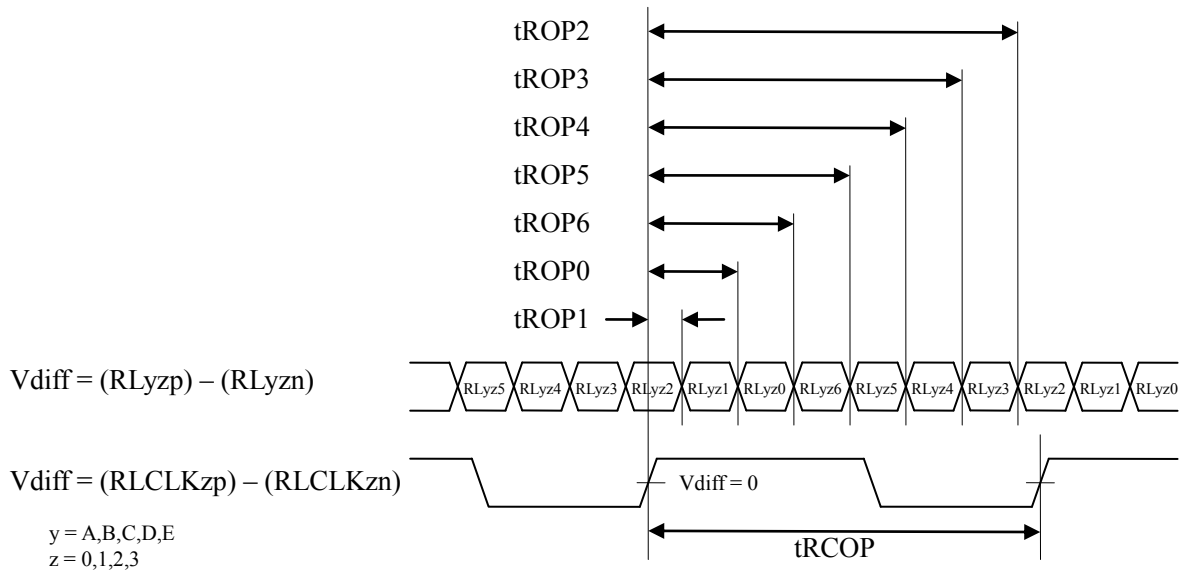 tROP2
tROP3
tROP4
tROP5
tROP6
tROP0
tROP1
Vdiff = (RLyzp) – (RLyzn)
RLyz5 RLyz4 RLyz3 RLyz2 RLyz1 RLyz0 RLyz6 RLyz5 RLyz4 RLyz3 RLyz2 RLyz1 RLyz0
Vdiff = (RLCLKzp) – (RLCLKzn)
Vdiff = 0
y = A,B,C,D,E
z = 0,1,2,3
tRCOP